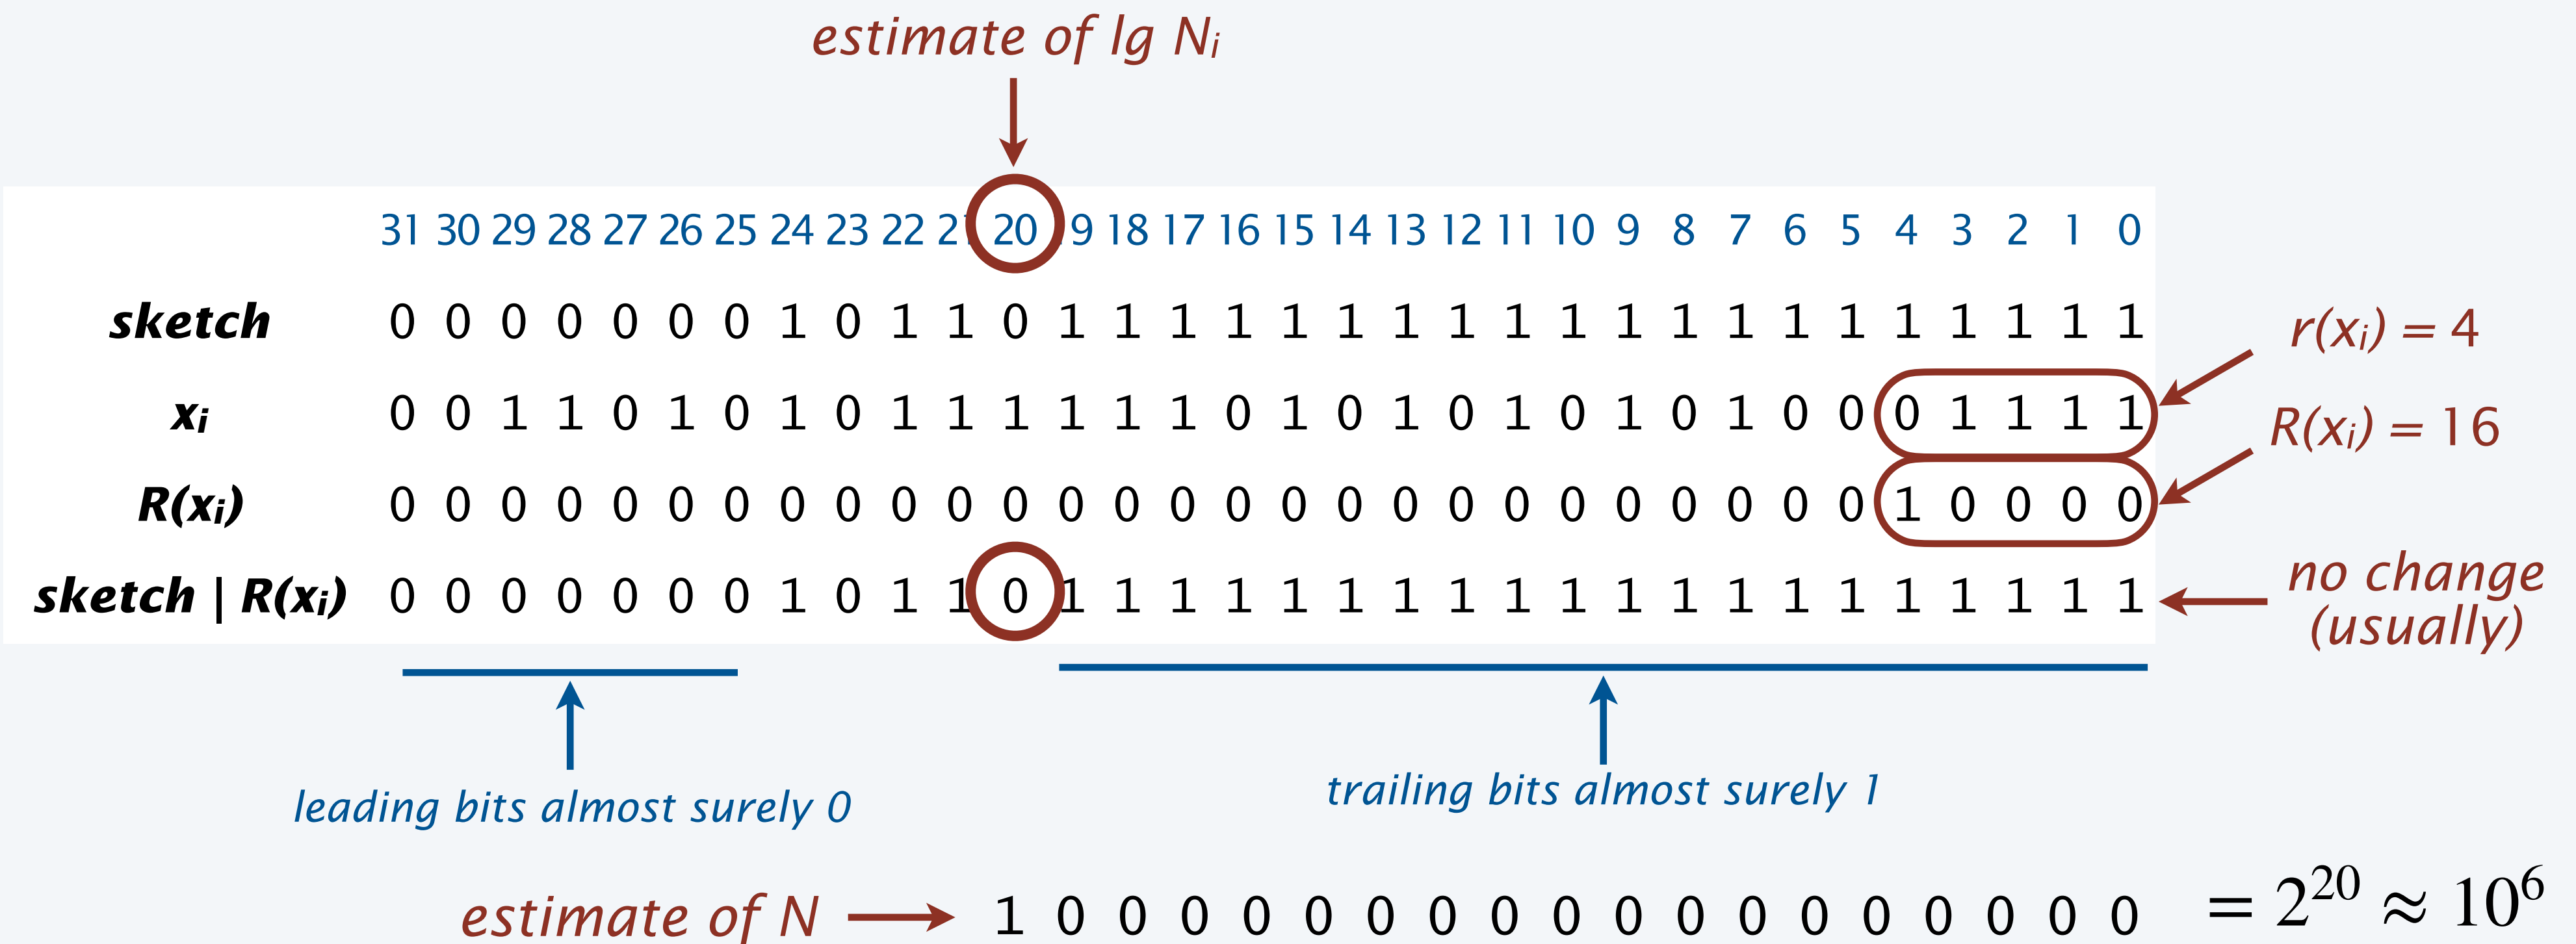 estimate of lg Nᵢ
31 30 29 28 27 26 25 24 23 22 21 20 19 18 17 16 15 14 13 12 11 10 9 8 7 6 5 4 3 2 1 0
sketch 0 0 0 0 0 0 0 1 0 1 1 0 1 1 1 1 1 1 1 1 1 1 1 1 1 1 1 1 1 1 1 1
r(xᵢ) = 4
xᵢ 0 0 1 1 0 1 0 1 0 1 1 1 1 1 1 0 1 0 1 0 1 0 1 0 1 0 0 0 1 1 1 1
R(xᵢ) = 16
R(xᵢ) 0 0 0 0 0 0 0 0 0 0 0 0 0 0 0 0 0 0 0 0 0 0 0 0 0 0 0 1 0 0 0 0
sketch | R(xᵢ) 0 0 0 0 0 0 0 1 0 1 1 0 1 1 1 1 1 1 1 1 1 1 1 1 1 1 1 1 1 1 1 1
no change
(usually)
leading bits almost surely 0
trailing bits almost surely 1
estimate of N 1 0 0 0 0 0 0 0 0 0 0 0 0 0 0 0 0 0 0 = 2²⁰ ≈ 10⁶